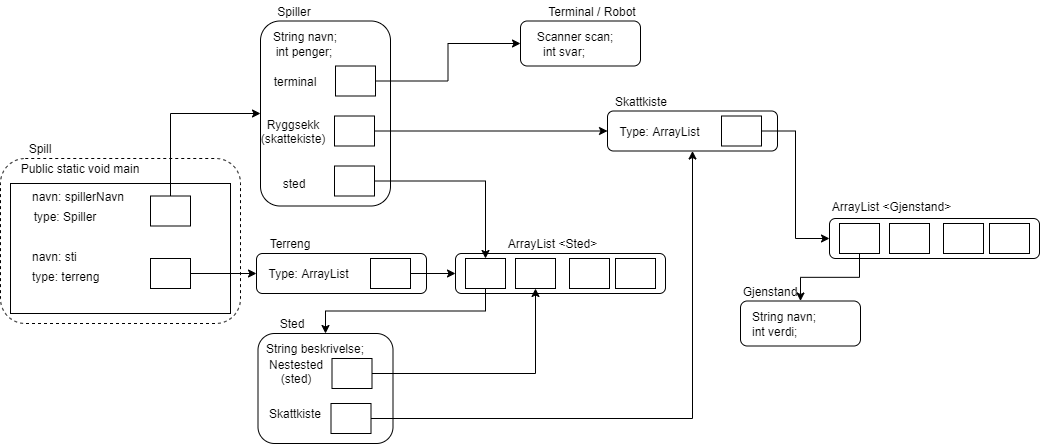 Spiller
String navn;
int penger;
terminal
Ryggsekk
(skattekiste)
sted
Terminal / Robot
Scanner scan;
int svar;
Skattkiste
Type: ArrayList
Spill
Public static void main
navn: spillerNavn
type: Spiller
navn: sti
type: terreng
Terreng
Type: ArrayList
ArrayList <Sted>
ArrayList <Gjenstand>
Gjenstand
String navn;
int verdi;
Sted
String beskrivelse;
Nestested
(sted)
Skattkiste